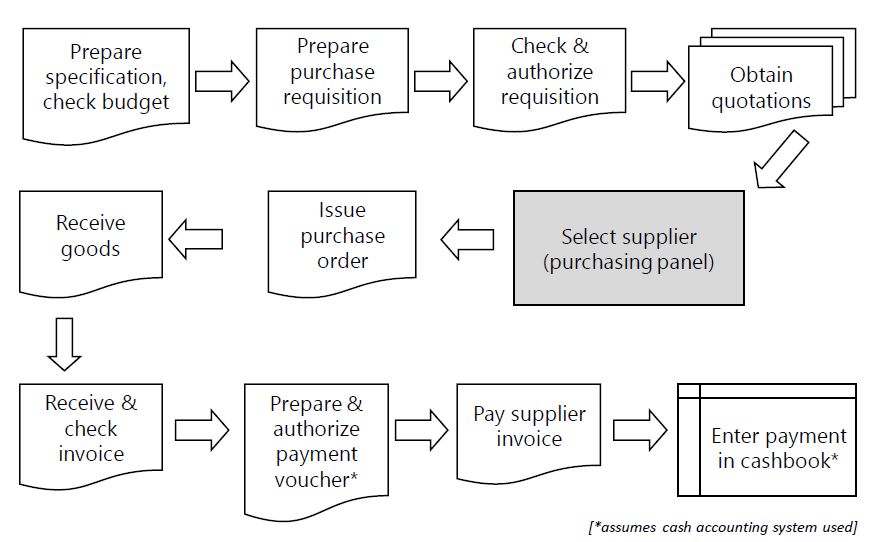 Prepare
specification,
check budget
Prepare
purchase
requisition
Check &
authorize
requisition
Obtain
quotations
Select supplier
(purchasing panel)
Issue
purchase
order
Receive
goods
Receive &
check
invoice
Prepare &
authorize
payment
voucher*
Pay supplier
invoice
Enter payment
in cashbook*
[*assumes cash accounting system used]